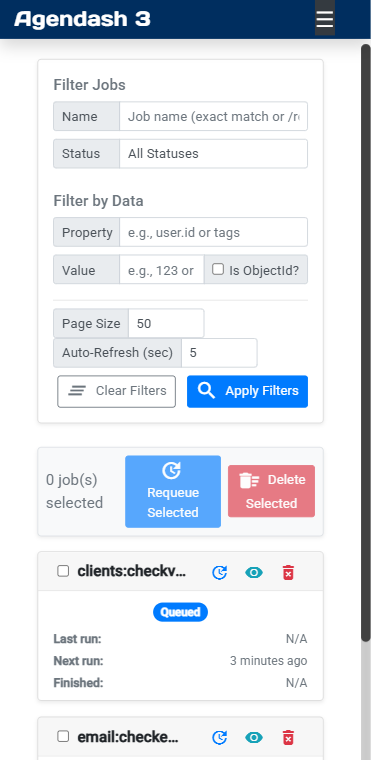 Agendash 3
Filter Jobs
Name Job name (exact match or /r
Status All Statuses
Filter by Data
Property e.g., user.id or tags
Value e.g., 123 or Is ObjectId?
Page Size 50
Auto-Refresh (sec) 5
Clear Filters Apply Filters
0 job(s)
selected
Requeue
Selected
Delete
Selected
clients:checkv...
Queued
Last run: N/A
Next run: 3 minutes ago
Finished: N/A
email:checke...